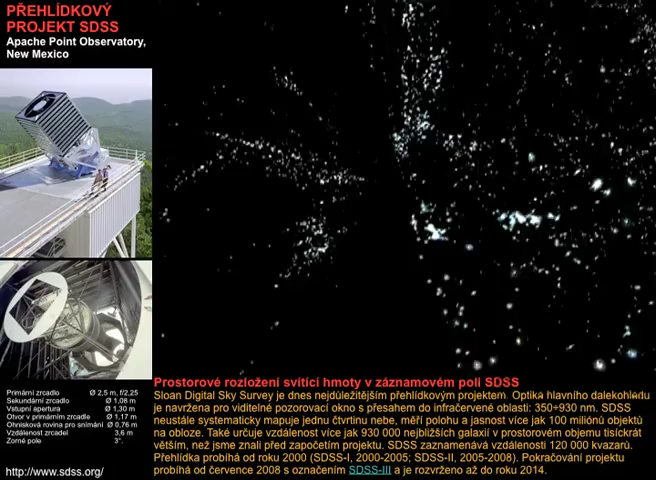 PŘEHLÍDKOVÝ
PROJEKT SDSS
Apache Point Observatory,
New Mexico
Primární zrcadlo Ø 2,5 m, f/2,25
Sekundární zrcadlo Ø 1,08 m
Vstupní apertura Ø 1,30 m
Otvor v primárním zrcadle Ø 1,17 m
Ohnisková rovina pro snímání Ø 0,76 m
Vzdálenost zrcadel 3,6 m
Zorné pole 3°.
http://www.sdss.org/
Prostorové rozložení svítící hmoty v záznamovém poli SDSS
Sloan Digital Sky Survey je dnes nejdůležitějším přehlídkovým projektem. Optika hlavního dalekohledu
je navržena pro viditelné pozorovací okno s přesahem do infračervené oblasti: 350÷930 nm. SDSS
neustále systematicky mapuje jednu čtvrtinu nebe, měří polohu a jasnost více jak 100 miliónů objektů
na obloze. Také určuje vzdálenost více jak 930 000 nejbližších galaxií v prostorovém objemu tisíckrát
větším, než jsme znali před započetím projektu. SDSS zaznamenává vzdálenosti 120 000 kvazarů.
Přehlídka probíhá od roku 2000 (SDSS-I, 2000-2005; SDSS-II, 2005-2008). Pokračování projektu
probíhá od července 2008 s označením SDSS-III a je rozvrženo až do roku 2014.